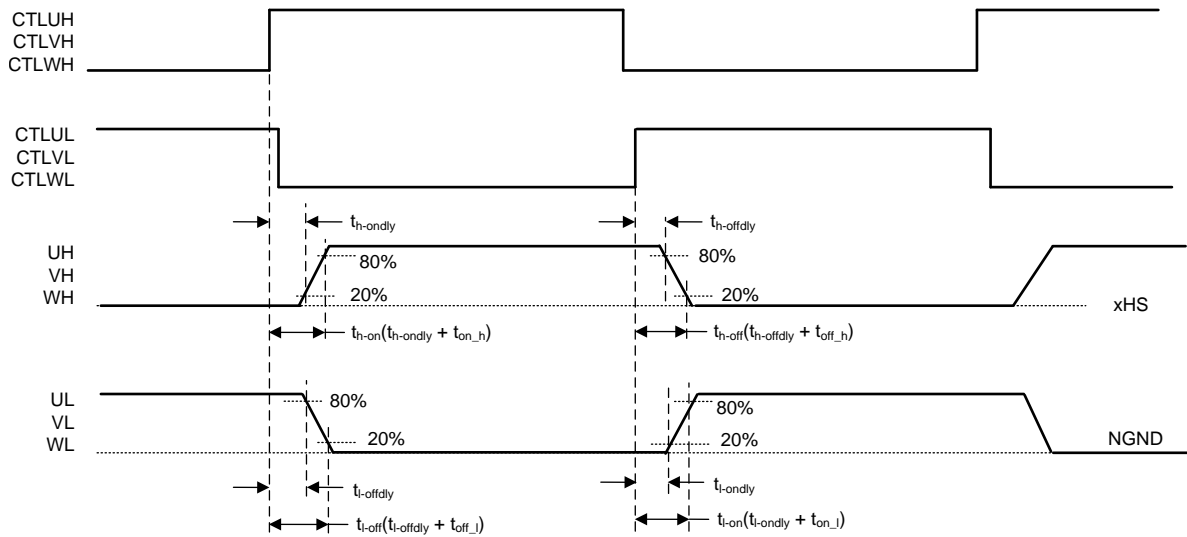 CTLUH
CTLVH
CTLWH
CTLUL
CTLVL
CTLWL
th-ondly
th-offdly
UH
VH
WH
80%
20%
80%
20%
xHS
th-on(th-ondly + ton_h)
th-off(th-offdly + toff_h)
UL
VL
WL
80%
20%
80%
20%
NGND
tl-offdly
tl-ondly
tl-off(tl-offdly + toff_l)
tl-on(tl-ondly + ton_l)